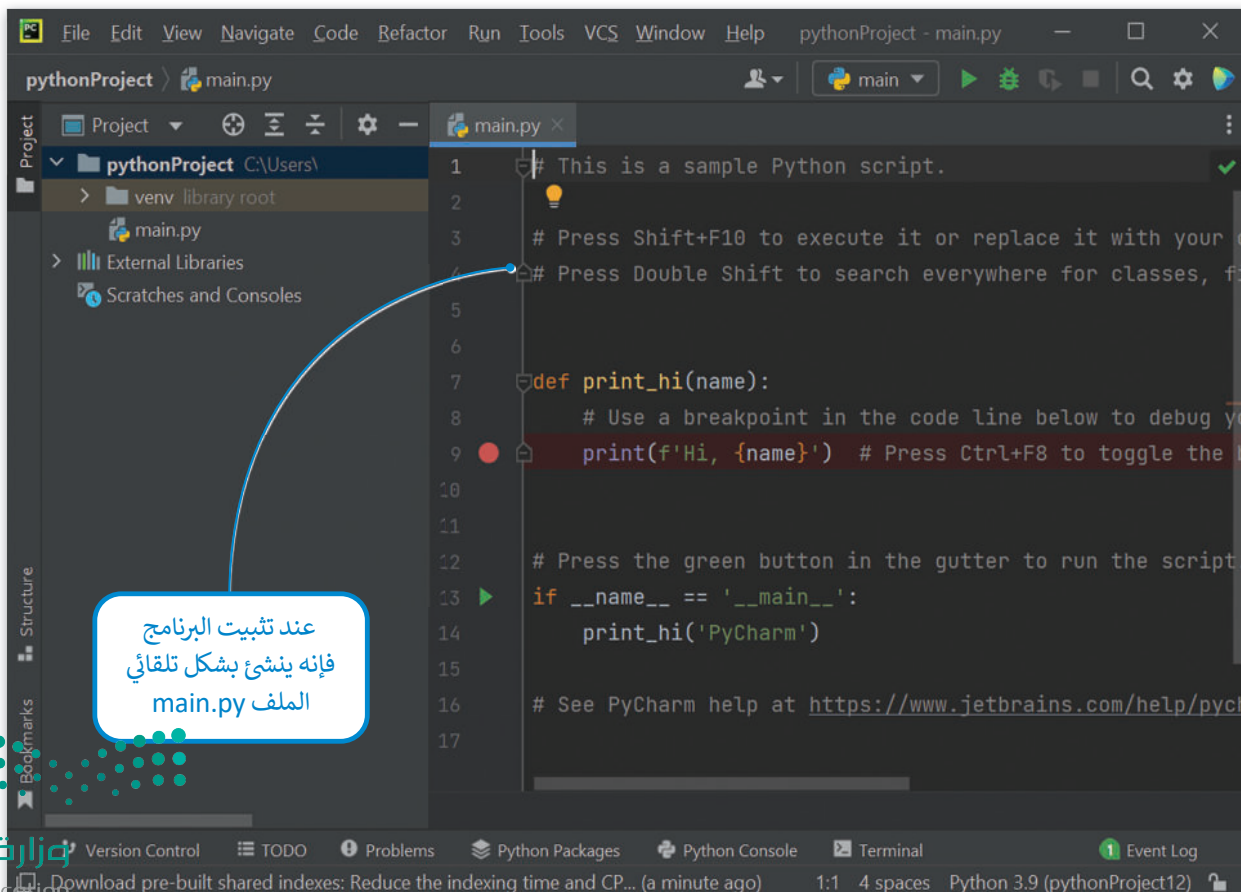 PC File Edit View Navigate Code Refactor Run Tools VCS Window Help pythonProject - main.py
pythonProject main.py main
Project
Project main.py
pythonProject C:\Users\
venv library root
main.py
External Libraries
Scratches and Consoles
1 # This is a sample Python script.
2
3 # Press Shift+F10 to execute it or replace it with your
4 # Press Double Shift to search everywhere for classes,
5
6
7 def print_hi(name):
8 # Use a breakpoint in the code line below to debug
9 print(f'Hi, {name}') # Press Ctrl+F8 to toggle the
10
11
12 # Press the green button in the gutter to run the script
13 if __name__ == '__main__':
14 print_hi('PyCharm')
15
16 # See PyCharm help at https://www.jetbrains.com/help/pych
17
عند تثبيت البرنامج
فإنه ينشئ بشكل تلقائي
الملف main.py
Structure
Bookmarks
Version Control TODO Problems Python Packages Python Console Terminal 1 Event Log
Download pre-built shared indexes: Reduce the indexing time and CP... (a minute ago) 1:1 4 spaces Python 3.9 (pythonProject12)